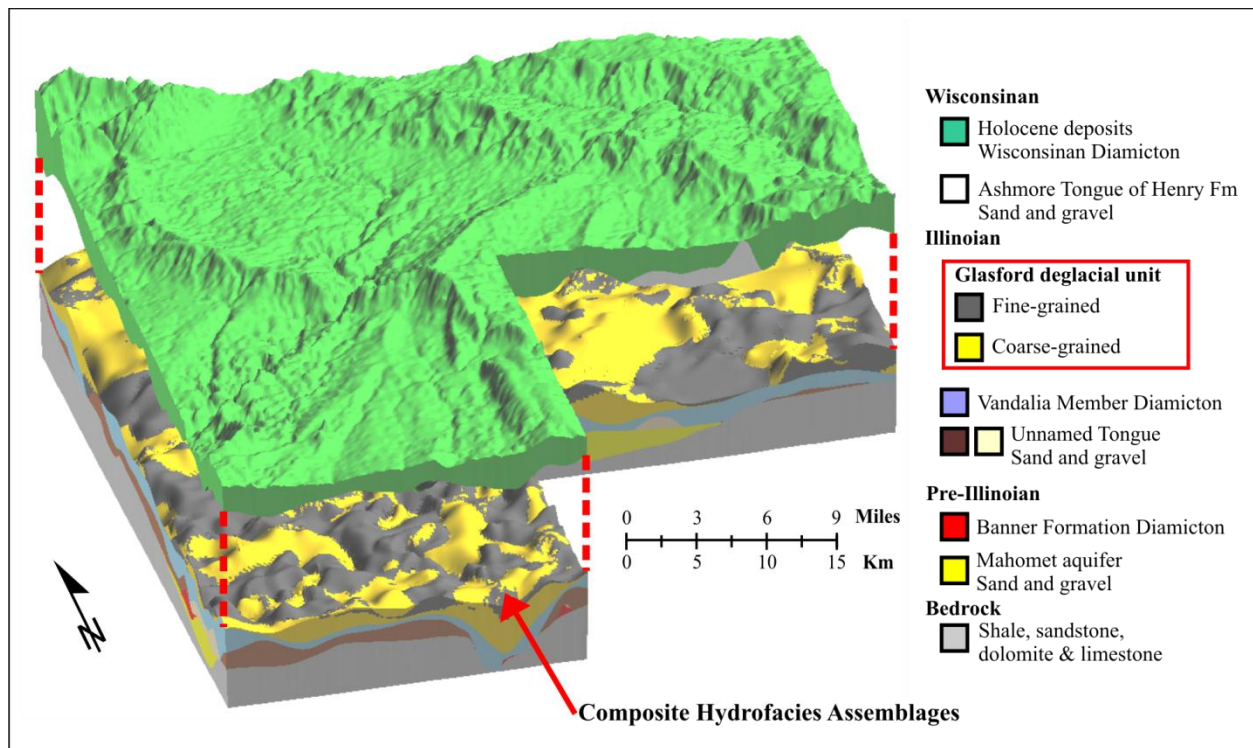 Wisconsinan
Holocene deposits
Wisconsinan Diamicton
Ashmore Tongue of Henry Fm
Sand and gravel
Illinoian
Glasford deglacial unit
Fine-grained
Coarse-grained
Vandalia Member Diamicton
Unnamed Tongue
Sand and gravel
Pre-Illinoian
Banner Formation Diamicton
Mahomet aquifer
Sand and gravel
Bedrock
Shale, sandstone,
dolomite & limestone
0 3 6 9 Miles
0 5 10 15 Km
N
Composite Hydrofacies Assemblages